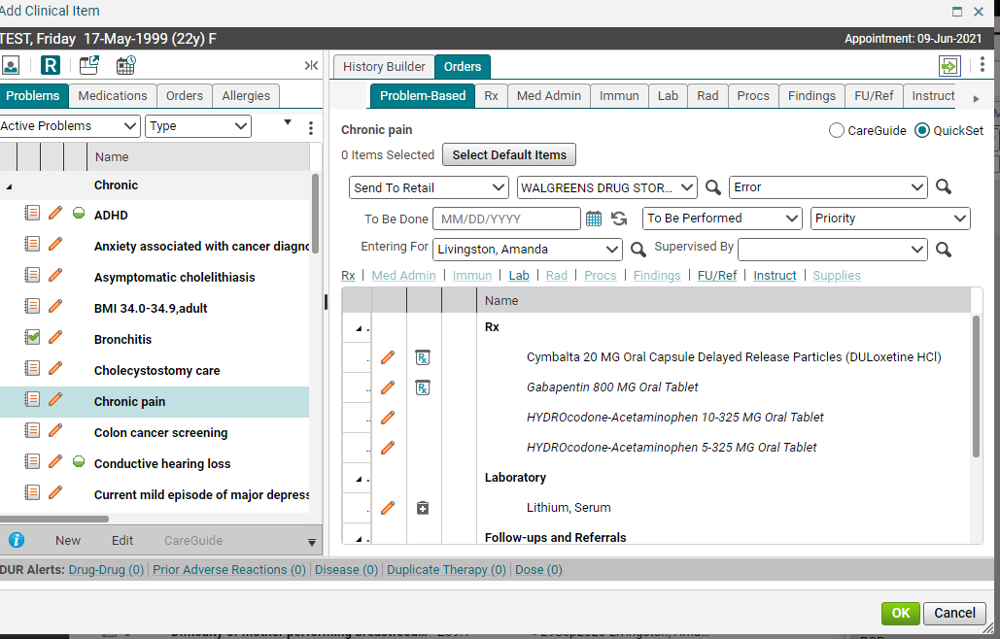 Add Clinical Item
TEST, Friday 17-May-1999 (22y) F
Appointment: 09-Jun-2021
R
Problems Medications Orders Allergies
Active Problems Type
Name
Chronic
ADHD
Anxiety associated with cancer diagno
Asymptomatic cholelithiasis
BMI 34.0-34.9,adult
Bronchitis
Cholecystostomy care
Chronic pain
Colon cancer screening
Conductive hearing loss
Current mild episode of major depress
New Edit CareGuide
History Builder Orders
Problem-Based Rx Med Admin Immun Lab Rad Procs Findings FU/Ref Instruct
Chronic pain
CareGuide QuickSet
0 Items Selected Select Default Items
Send To Retail WALGREENS DRUG STOR... Error
To Be Done MM/DD/YYYY To Be Performed Priority
Entering For Livingston, Amanda Supervised By
Rx | Med Admin | Immun | Lab | Rad | Procs | Findings | FU/Ref | Instruct | Supplies
Name
Rx
Cymbalta 20 MG Oral Capsule Delayed Release Particles (DULoxetine HCl)
Gabapentin 800 MG Oral Tablet
HYDROcodone-Acetaminophen 10-325 MG Oral Tablet
HYDROcodone-Acetaminophen 5-325 MG Oral Tablet
Laboratory
Lithium, Serum
Follow-ups and Referrals
DUR Alerts: Drug-Drug (0) | Prior Adverse Reactions (0) | Disease (0) | Duplicate Therapy (0) | Dose (0)
OK Cancel